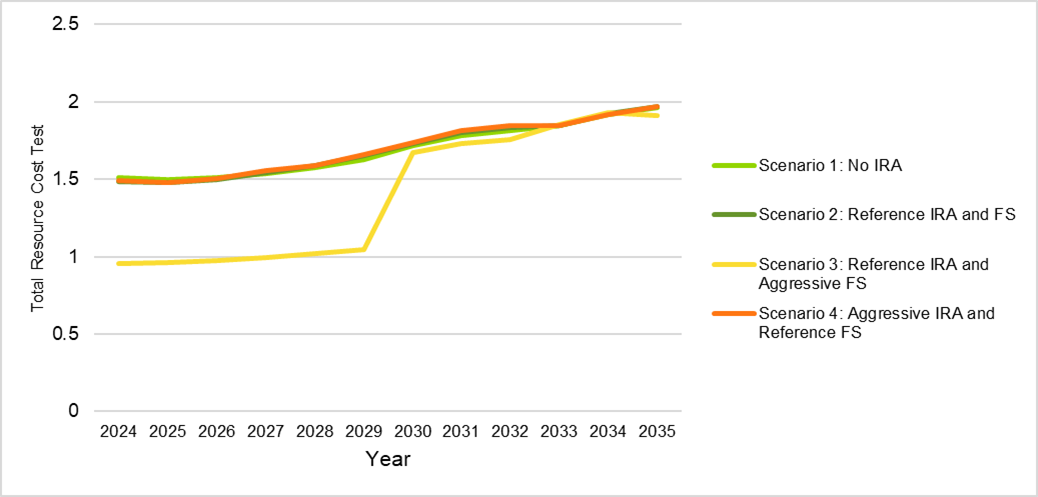 2.5
2
1.5
1
0.5
0
Total Resource Cost Test
2024 2025 2026 2027 2028 2029 2030 2031 2032 2033 2034 2035
Year
Scenario 1: No IRA
Scenario 2: Reference IRA and FS
Scenario 3: Reference IRA and
Aggressive FS
Scenario 4: Aggressive IRA and
Reference FS